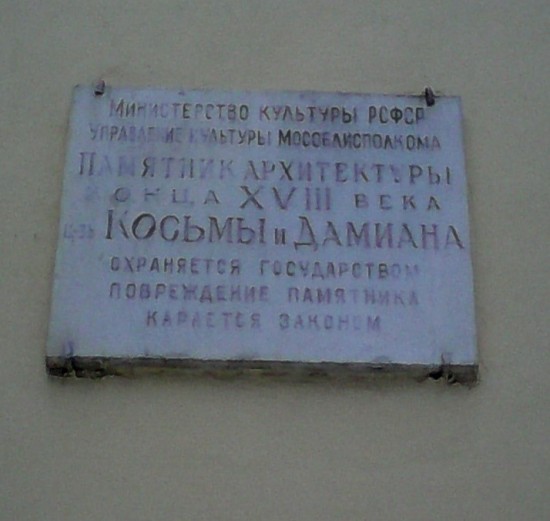 Министерство культуры РСФСР
Управление культуры Мособлисполкома
Памятник архитектуры
конца XVIII века
ц-вь Косьмы и Дамиана
охраняется государством
повреждение памятника
карается законом